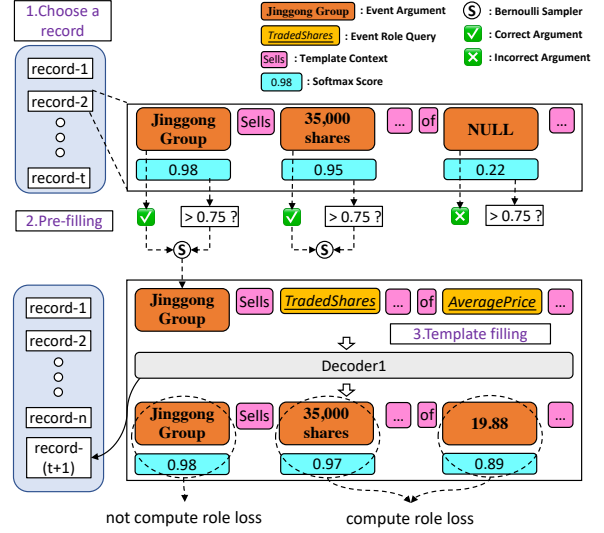 1.Choose a
record
Jinggong Group : Event Argument
S : Bernoulli Sampler
TradedShares : Event Role Query
: Correct Argument
Sells : Template Context
: Incorrect Argument
0.98 : Softmax Score
record-1
record-2
record-t
Jinggong
Group
Sells
35,000
shares
...
of
NULL
...
0.98
0.95
0.22
2.Pre-filling
> 0.75 ?
> 0.75 ?
> 0.75 ?
S
S
record-1
record-2
record-n
record-
(t+1)
Jinggong
Group
Sells
TradedShares
...
of
AveragePrice
...
3.Template filling
Decoder1
Jinggong
Group
Sells
35,000
shares
...
of
19.88
...
0.98
0.97
0.89
not compute role loss
compute role loss